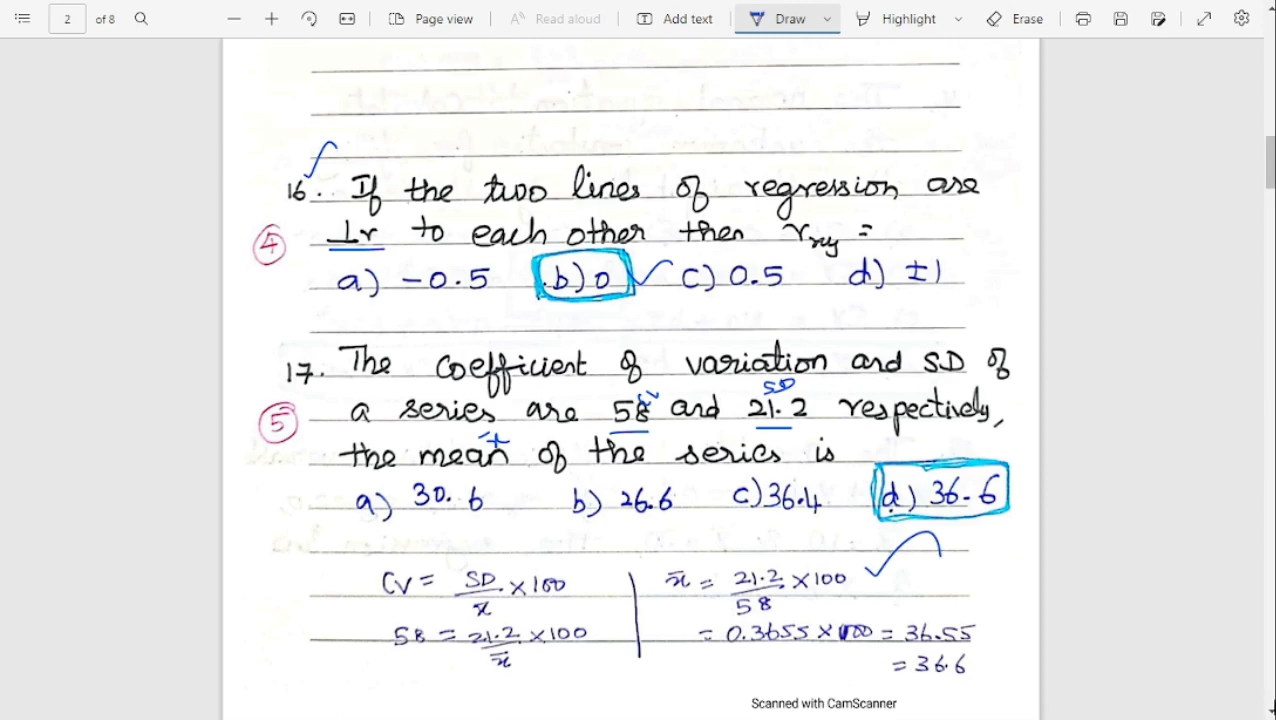 2 of 8 Page view Read aloud Add text Draw Highlight Erase
16. If the two lines of regression are
④ ⊥r to each other then rxy =
a) -0.5 b) 0 c) 0.5 d) ±1
17. The Coefficient of variation and S.D of
SD
⑤ a series are 58 and 21.2 respectively,
the mean of the series is
a) 30.6 b) 26.6 c) 36.4 d) 36.6
CV = SD/x̄ × 100
58 = 21.2/x̄ × 100
x̄ = 21.2/58 × 100
= 0.3655 × 100 = 36.55
= 36.6
Scanned with CamScanner